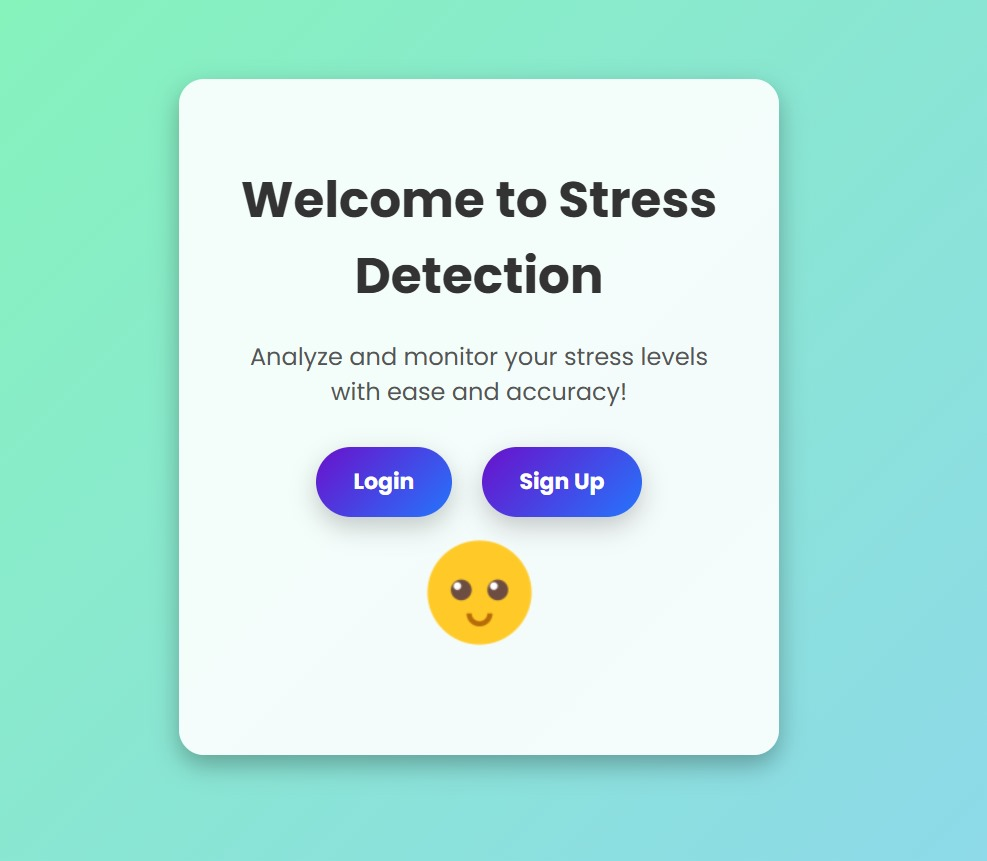 Welcome to Stress
Detection
Analyze and monitor your stress levels
with ease and accuracy!
Login
Sign Up